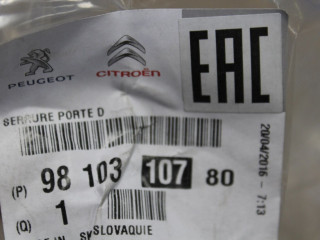 PEUGEOT
CITROËN
EAC
SERRURE PORTE D
20/04/2016 - 7:13
(P) 98 103 107 80
(Q) 1
SLOVAQUIE